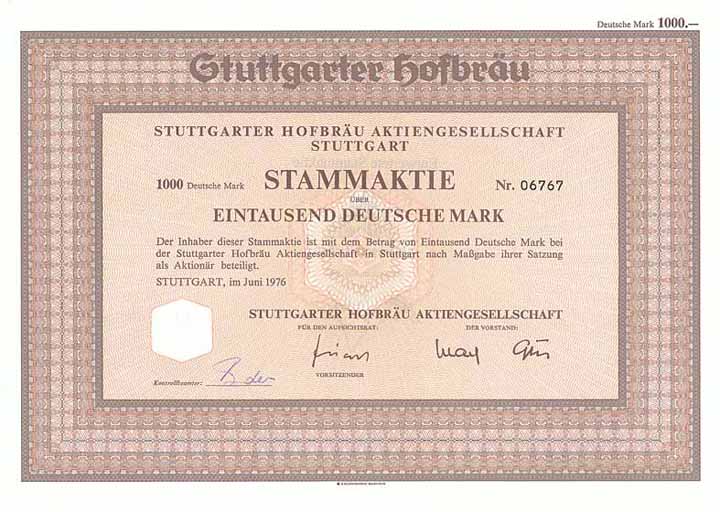 Deutsche Mark 1000.—
Stuttgarter Hofbräu
STUTTGARTER HOFBRÄU AKTIENGESELLSCHAFT
STUTTGART
1000 Deutsche Mark STAMMAKTIE Nr. 06767
ÜBER
EINTAUSEND DEUTSCHE MARK
Der Inhaber dieser Stammaktie ist mit dem Betrag von Eintausend Deutsche Mark bei
der Stuttgarter Hofbräu Aktiengesellschaft in Stuttgart nach Maßgabe ihrer Satzung
als Aktionär beteiligt.
STUTTGART, im Juni 1976
STUTTGARTER HOFBRÄU AKTIENGESELLSCHAFT
FÜR DEN AUFSICHTSRAT: DER VORSTAND:
VORSITZENDER
Kontrollbeamter: